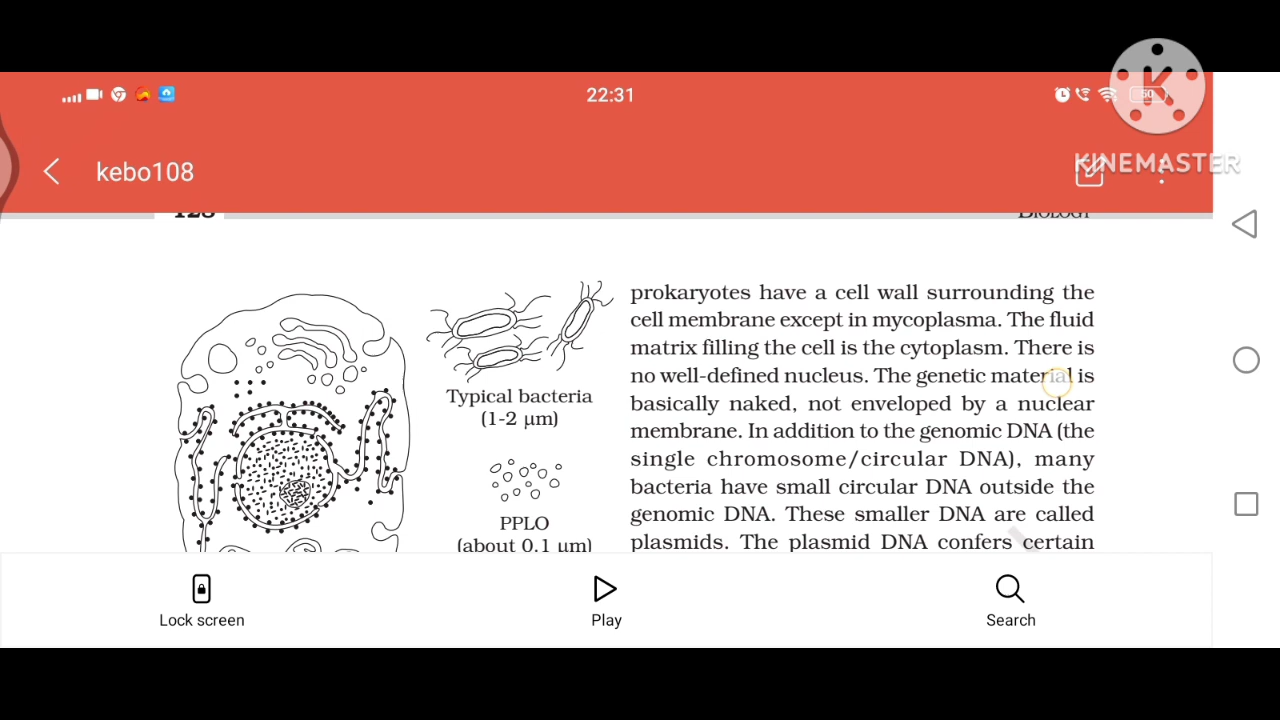 22:31
60
KINEMASTER
kebo108
128
BIOLOGY
Typical bacteria
(1-2 µm)
PPLO
(about 0.1 µm)
prokaryotes have a cell wall surrounding the
cell membrane except in mycoplasma. The fluid
matrix filling the cell is the cytoplasm. There is
no well-defined nucleus. The genetic material is
basically naked, not enveloped by a nuclear
membrane. In addition to the genomic DNA (the
single chromosome/circular DNA), many
bacteria have small circular DNA outside the
genomic DNA. These smaller DNA are called
plasmids. The plasmid DNA confers certain
Lock screen
Play
Search